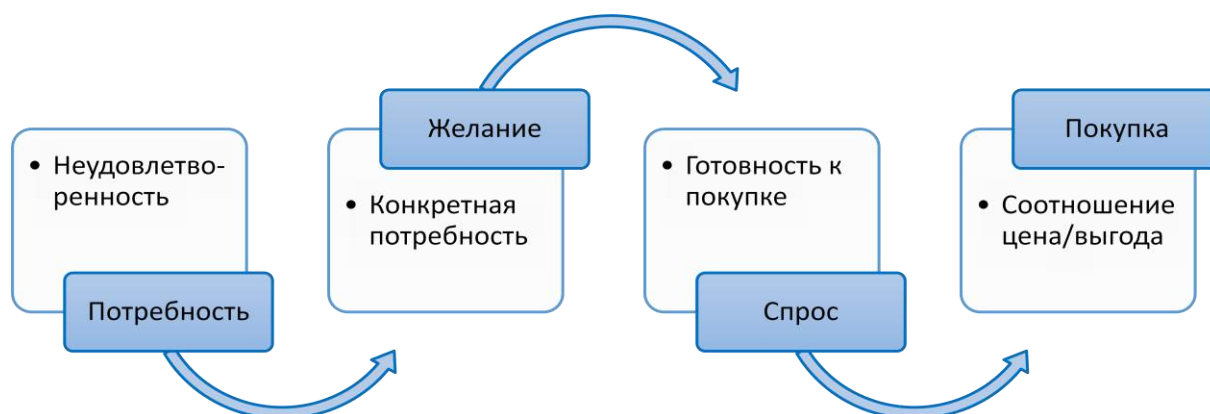 • Неудовлетво-
ренность
Потребность
Желание
• Конкретная
потребность
• Готовность к
покупке
Спрос
Покупка
• Соотношение
цена/выгода